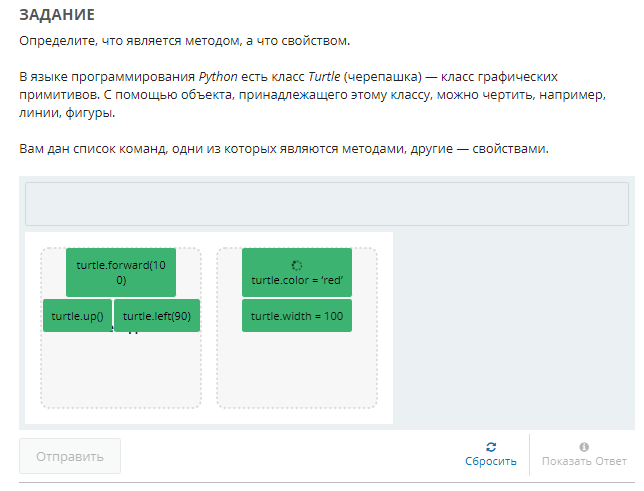 ЗАДАНИЕ
Определите, что является методом, а что свойством.
В языке программирования Python есть класс Turtle (черепашка) — класс графических
примитивов. С помощью объекта, принадлежащего этому классу, можно чертить, например,
линии, фигуры.
Вам дан список команд, одни из которых являются методами, другие — свойствами.
turtle.forward(10
0)
turtle.up()
turtle.left(90)
turtle.color = ‘red’
turtle.width = 100
Отправить
Сбросить
Показать Ответ